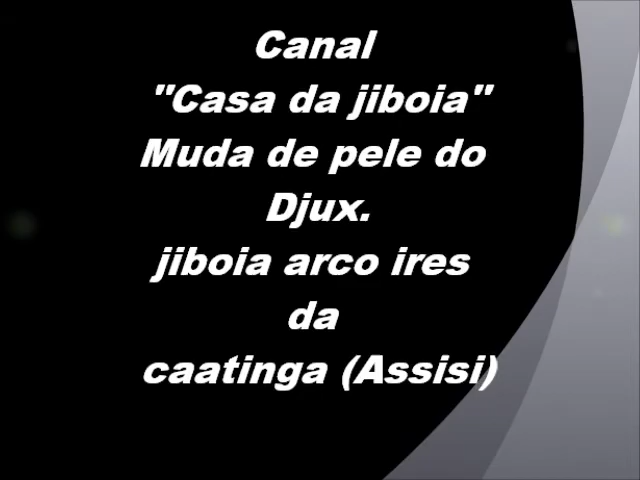 Canal
"Casa da jiboia"
Muda de pele do
Djux.
jiboia arco ires
da
caatinga (Assisi)